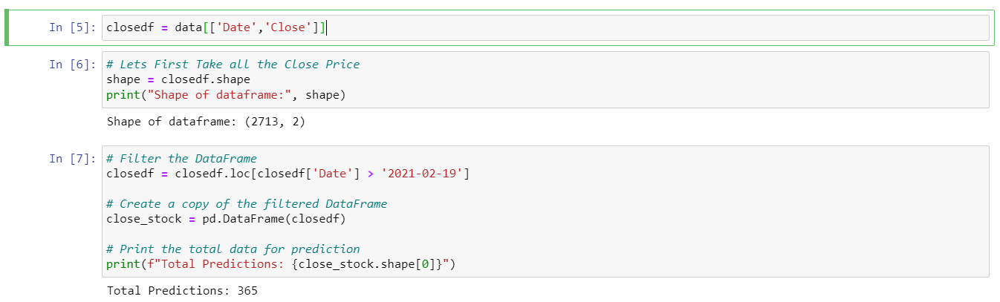 In [5]: closedf = data[['Date','Close']]
In [6]: # Lets First Take all the Close Price
shape = closedf.shape
print("Shape of dataframe:", shape)
Shape of dataframe: (2713, 2)
In [7]: # Filter the DataFrame
closedf = closedf.loc[closedf['Date'] > '2021-02-19']
# Create a copy of the filtered DataFrame
close_stock = pd.DataFrame(closedf)
# Print the total data for prediction
print(f"Total Predictions: {close_stock.shape[0]}")
Total Predictions: 365